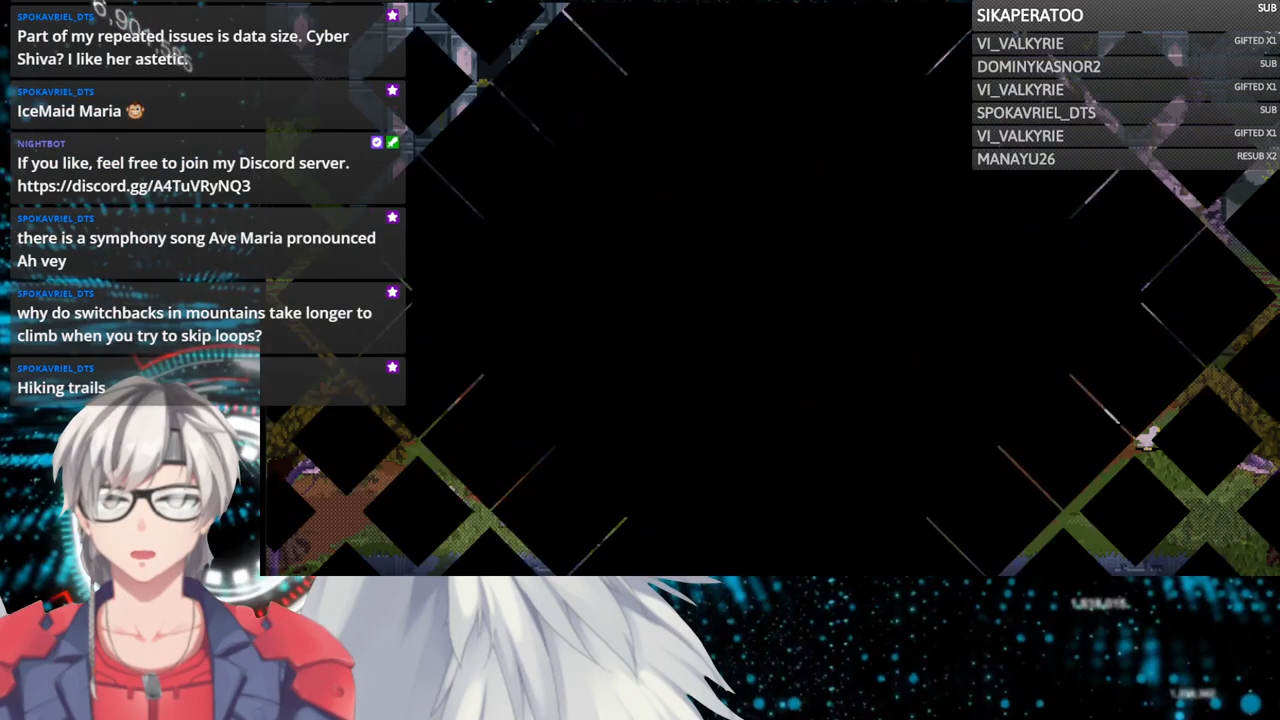 SPOKAVRIEL_DTS
Part of my repeated issues is data size. Cyber
Shiva? I like her astetic.
SPOKAVRIEL_DTS
IceMaid Maria 🐵
NIGHTBOT
If you like, feel free to join my Discord server.
https://discord.gg/A4TuVRyNQ3
SPOKAVRIEL_DTS
there is a symphony song Ave Maria pronounced
Ah vey
SPOKAVRIEL_DTS
why do switchbacks in mountains take longer to
climb when you try to skip loops?
SPOKAVRIEL_DTS
Hiking trails
SIKAPERATOO SUB
VI_VALKYRIE GIFTED X1
DOMINYKASNOR2 SUB
VI_VALKYRIE GIFTED X1
SPOKAVRIEL_DTS SUB
VI_VALKYRIE GIFTED X1
MANAYU26 RESUB X2